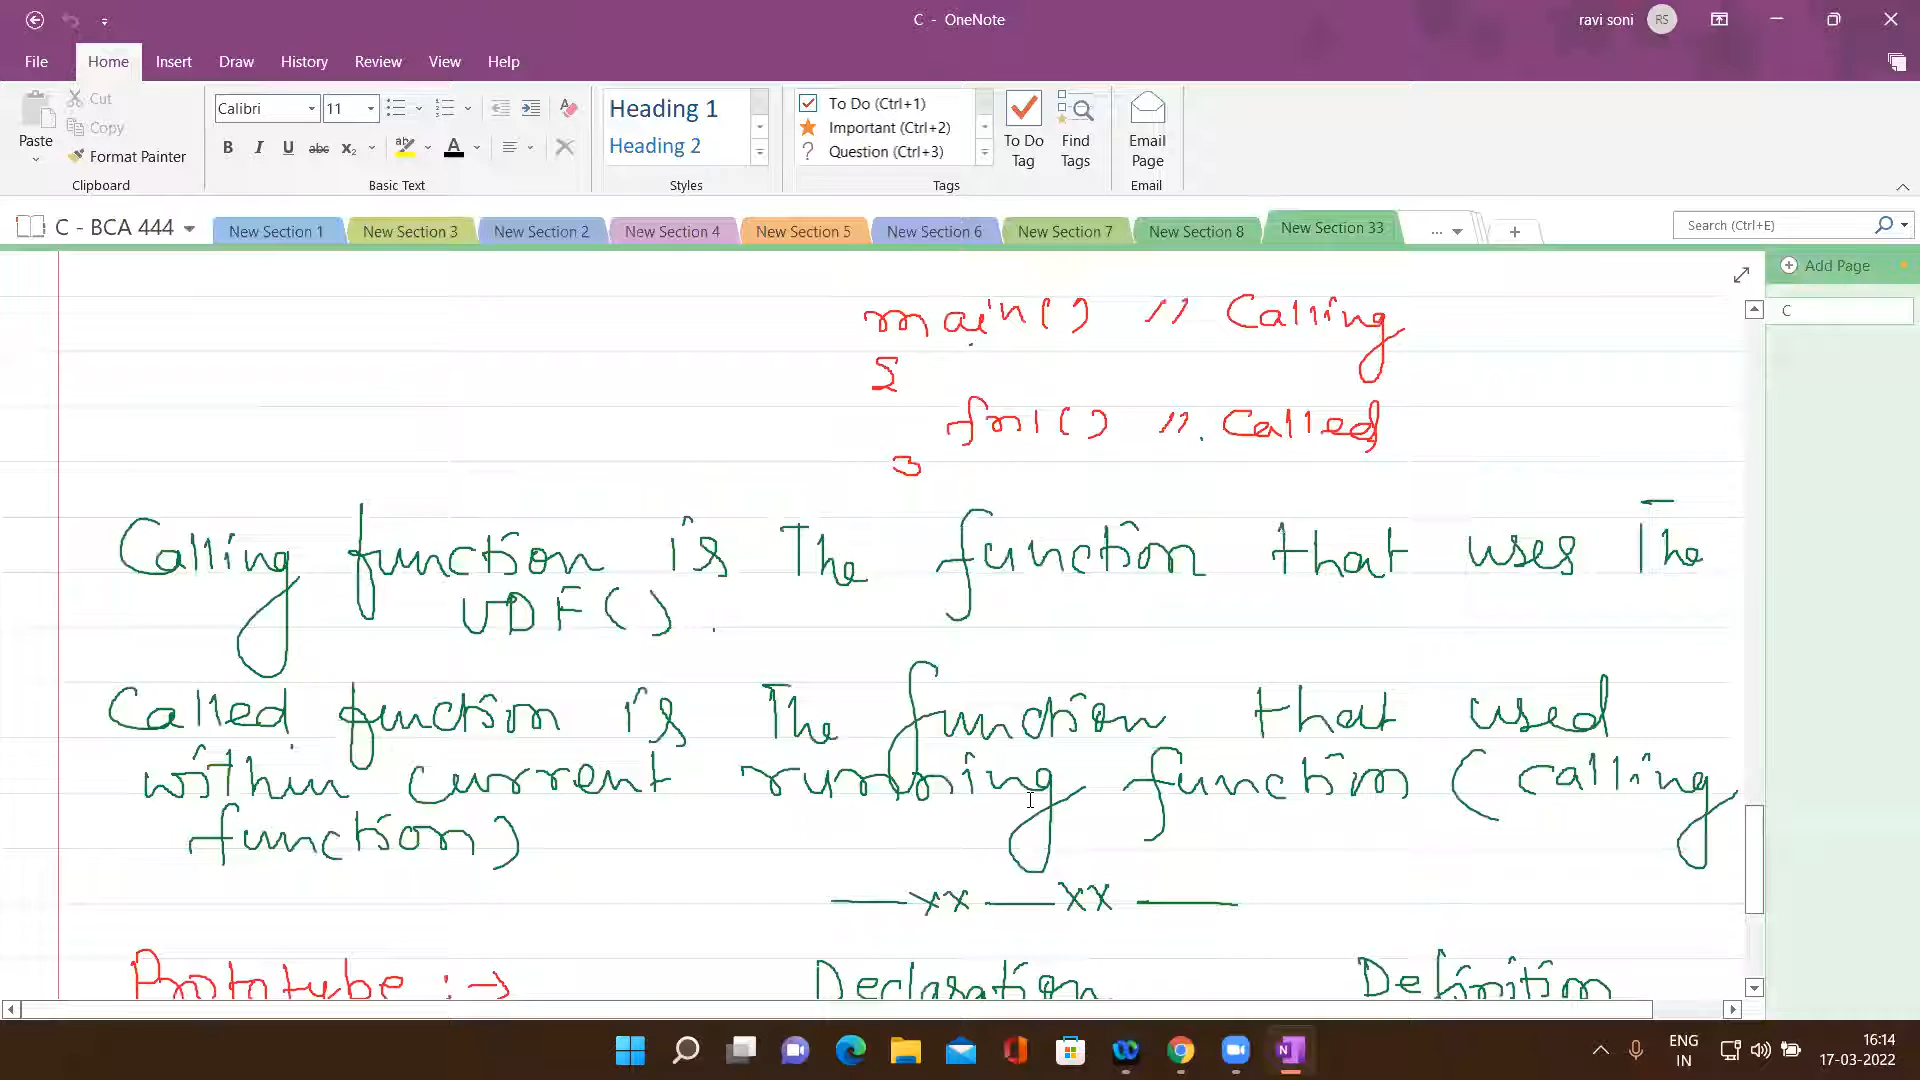 C - OneNote
ravi soni
RS
File Home Insert Draw History Review View Help
Paste
Cut
Copy
Format Painter
Clipboard
Calibri
11
B I U abc x₂ ab A
Basic Text
Heading 1
Heading 2
Styles
To Do (Ctrl+1)
Important (Ctrl+2)
Question (Ctrl+3)
Tags
To Do Tag
Find Tags
Email Page
Email
C - BCA 444
New Section 1
New Section 3
New Section 2
New Section 4
New Section 5
New Section 6
New Section 7
New Section 8
New Section 33
...
Search (Ctrl+E)
Add Page
C
main() // Calling
{
fn1() // Called
}
Calling function is The function that uses The
UDF().
Called function is The function that used
within current running function (calling
function)
—xx —xx —
Prototype :→ Declaration Definition
ENG
IN
16:14
17-03-2022